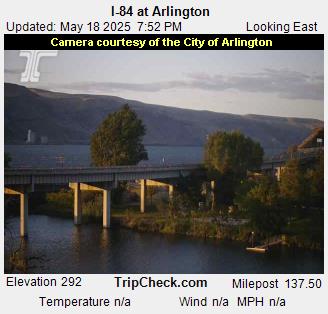 I-84 at Arlington
Updated: May 18 2025 7:52 PM Looking East
Camera courtesy of the City of Arlington
Elevation 292 TripCheck.com Milepost 137.50
Temperature n/a Wind n/a MPH n/a